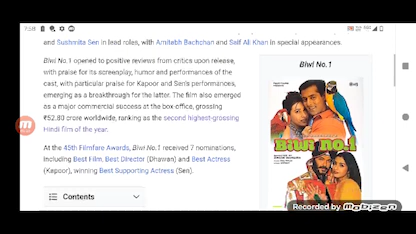 7:58
and Sushmita Sen in lead roles, with Amitabh Bachchan and Saif Ali Khan in special appearances.
Biwi No.1 opened to positive reviews from critics upon release,
with praise for its screenplay, humor and performances of the
cast, with particular praise for Kapoor and Sen's performances,
emerging as a breakthrough for the latter. The film also emerged
as a major commercial success at the box office, grossing
₹52.80 crore worldwide, ranking as the second highest-grossing
Hindi film of the year.
At the 45th Filmfare Awards, Biwi No.1 received 7 nominations,
including Best Film, Best Director (Dhawan) and Best Actress
(Kapoor), winning Best Supporting Actress (Sen).
Contents
Biwi No.1
BIWI no.1
Recorded by Mobizen